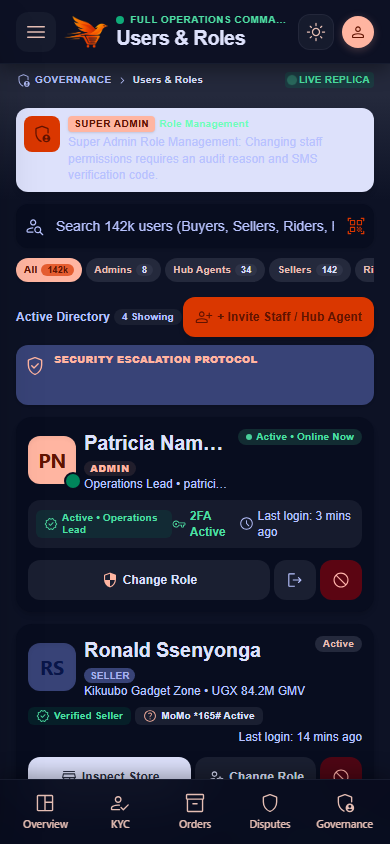 FULL OPERATIONS COMMA...
Users & Roles
GOVERNANCE > Users & Roles
LIVE REPLICA
SUPER ADMIN Role Management
Super Admin Role Management: Changing staff
permissions requires an audit reason and SMS
verification code.
Search 142k users (Buyers, Sellers, Riders, I
All 142k
Admins 8
Hub Agents 34
Sellers 142
Ri
Active Directory 4 Showing
+ Invite Staff / Hub Agent
SECURITY ESCALATION PROTOCOL
PN
Patricia Nam...
Active • Online Now
ADMIN
Operations Lead • patrici...
Active • Operations
Lead
2FA
Active
Last login: 3 mins
ago
Change Role
RS
Ronald Ssenyonga
Active
SELLER
Kikuubo Gadget Zone • UGX 84.2M GMV
Verified Seller
MoMo *165# Active
Last login: 14 mins ago
Inspect Store
Change Role
Overview
KYC
Orders
Disputes
Governance